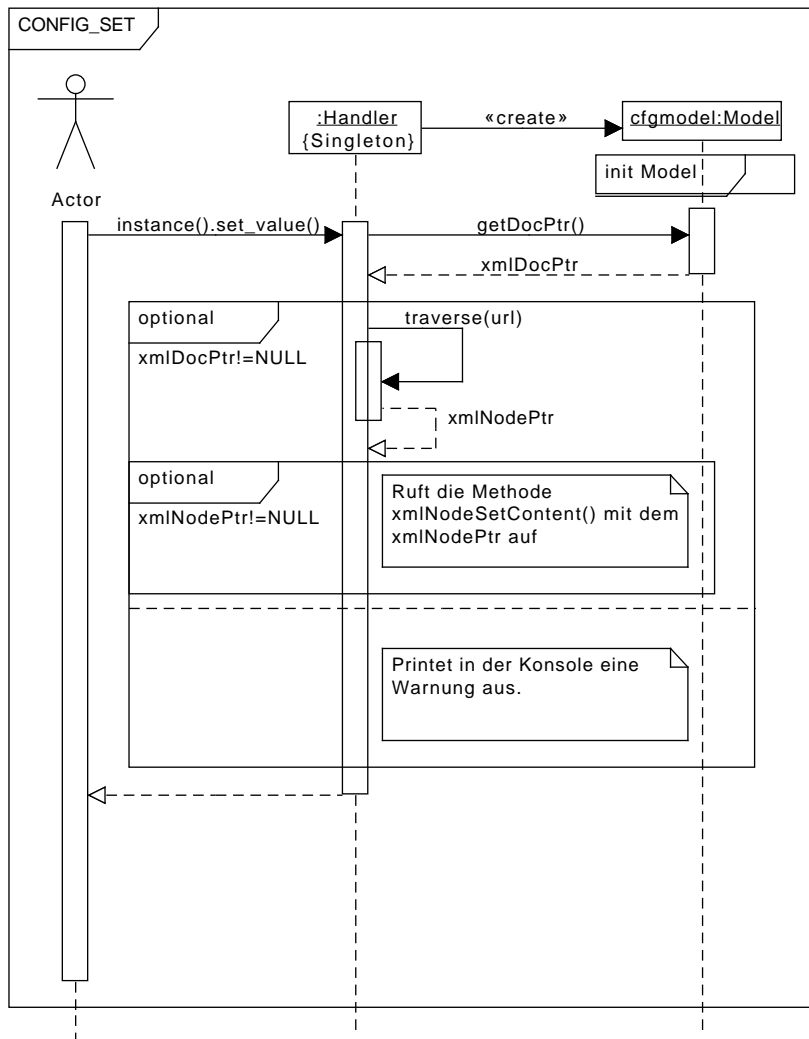 CONFIG_SET
:Handler
{Singleton}
«create»
cfgmodel:Model
init Model
Actor
instance().set_value()
getDocPtr()
xmlDocPtr
optional
traverse(url)
xmlDocPtr!=NULL
xmlNodePtr
optional
xmlNodePtr!=NULL
Ruft die Methode
xmlNodeSetContent() mit dem
xmlNodePtr auf
Printet in der Konsole eine
Warnung aus.